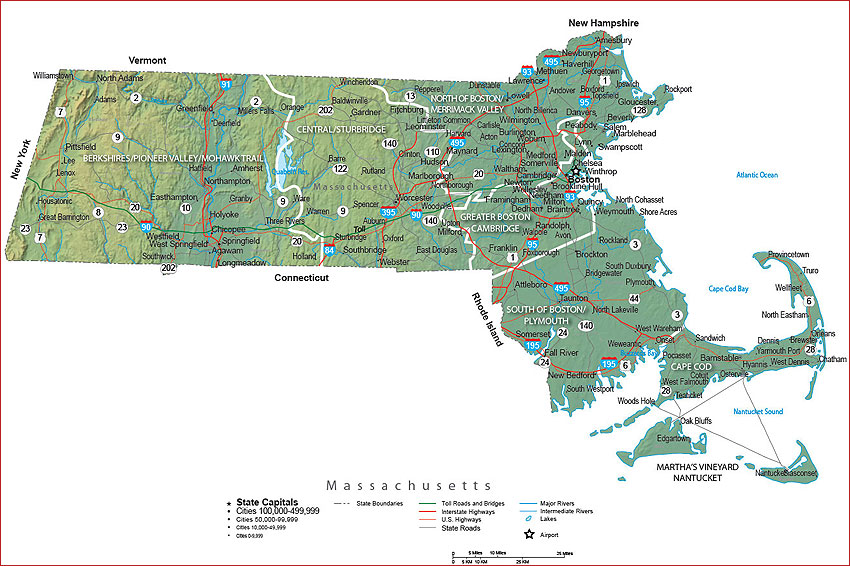 New Hampshire
Vermont
New York
Connecticut
Rhode Island
Atlantic Ocean
Cape Cod Bay
Nantucket Sound
Buzzards Bay
Quabbin Res.
Massachusetts
BERKSHIRES/PIONEER VALLEY/MOHAWK TRAIL
CENTRAL/STURBRIDGE
NORTH OF BOSTON/
MERRIMACK VALLEY
GREATER BOSTON
CAMBRIDGE
SOUTH OF BOSTON/
PLYMOUTH
CAPE COD
MARTHA'S VINEYARD
NANTUCKET
Williamstown
North Adams
Adams
Pittsfield
Lee
Lenox
Housatonic
Great Barrington
Greenfield
Millers Falls
Deerfield
Hatfield
Amherst
Northampton
Easthampton
Granby
Holyoke
Chicopee
Westfield
West Springfield
Springfield
Agawam
Southwick
Longmeadow
Three Rivers
Orange
Winchendon
Baldwinville
Gardner
Barre
Rutland
Ware
Warren
Spencer
Worcester
Auburn
Toll
Sturbridge
Southbridge
Holland
Oxford
Webster
East Douglas
Woodville
Upton
Milford
Pepperell
Dunstable
Fitchburg
Leominster
Littleton Common
Harvard
Carlisle
Acton
Concord
Clinton
Hudson
Maynard
Marlborough
Northborough
Framingham
Amesbury
Newburyport
Haverhill
Methuen
Lawrence
Georgetown
Andover
Boxford
Topsfield
Ipswich
Rockport
Gloucester
Lowell
North Billerica
Wilmington
Burlington
Woburn
Lexington
Waltham
Danvers
Peabody
Beverly
Salem
Marblehead
Swampscott
Lynn
Malden
Medford
Somerville
Chelsea
Winthrop
Cambridge
Boston
Newton
Wellesley
Brookline
Hull
Needham
Milton
Quincy
Dedham
Braintree
Weymouth
North Cohasset
Shore Acres
Randolph
Walpole
Avon
Franklin
Foxborough
Rockland
Brockton
South Duxbury
Bridgewater
Plymouth
Attleboro
Taunton
North Lakeville
Somerset
Fall River
New Bedford
South Westport
West Wareham
Weweantic
Onset
Pocasset
Sandwich
Barnstable
Dennis
Yarmouth Port
Brewster
Orleans
Hyannis
West Dennis
Chatham
Cotuit
Osterville
West Falmouth
Teaticket
Woods Hole
Provincetown
Truro
Wellfleet
North Eastham
Oak Bluffs
Edgartown
Nantucket
Siasconset
7
2
9
8
20
23
7
23
90
91
2
10
202
9
20
202
122
140
13
110
9
395
84
90
140
20
495
93
495
95
1
128
93
95
1
3
495
44
24
140
3
195
24
195
6
28
6
28
Massachusetts
State Capitals
Cities 100,000-499,999
Cities 50,000-99,999
Cities 10,000-49,999
Cities 0-9,999
State Boundaries
Toll Roads and Bridges
Interstate Highways
U.S. Highways
State Roads
Major Rivers
Intermediate Rivers
Lakes
Airport
0 5 Miles 10 Miles 25 Miles
0 5 KM 10 KM 25 KM